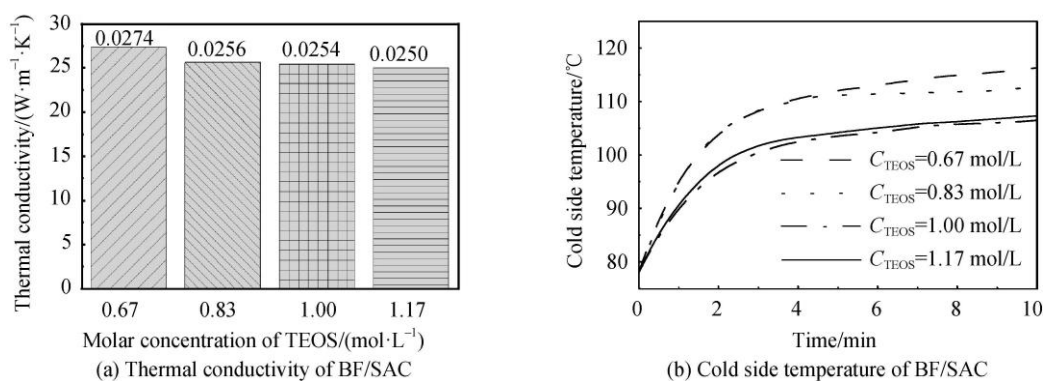 30
25
20
15
10
5
0
Thermal conductivity/(W·m⁻¹·K⁻¹)
0.0274
0.0256
0.0254
0.0250
0.67 0.83 1.00 1.17
Molar concentration of TEOS/(mol·L⁻¹)
(a) Thermal conductivity of BF/SAC
120
110
100
90
80
Cold side temperature/℃
C_TEOS=0.67 mol/L
C_TEOS=0.83 mol/L
C_TEOS=1.00 mol/L
C_TEOS=1.17 mol/L
0 2 4 6 8 10
Time/min
(b) Cold side temperature of BF/SAC